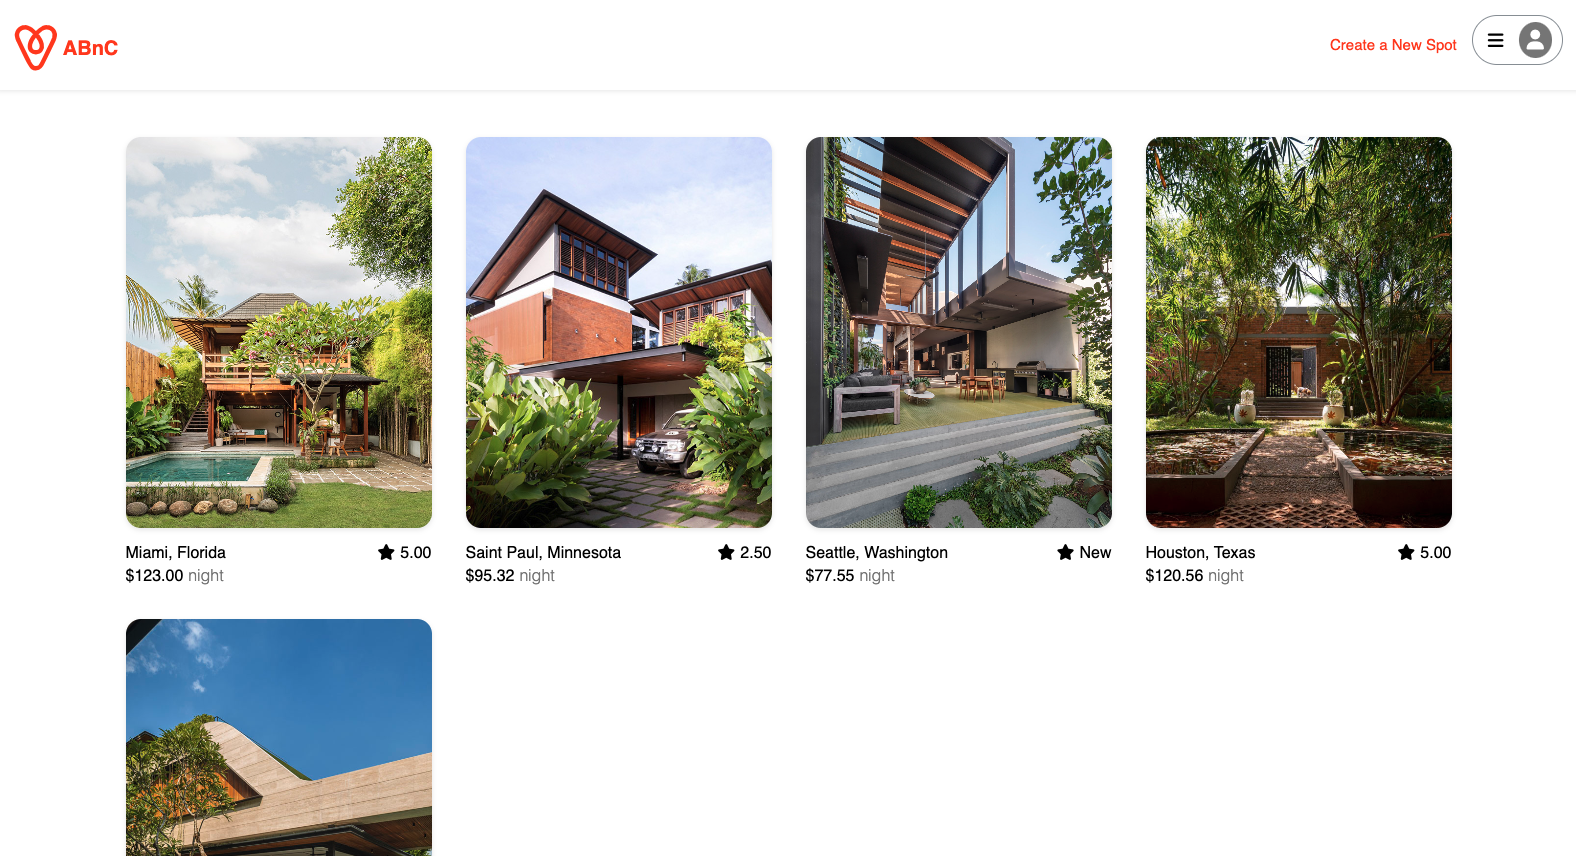 ABnC
Create a New Spot
Miami, Florida
5.00
$123.00 night
Saint Paul, Minnesota
2.50
$95.32 night
Seattle, Washington
New
$77.55 night
Houston, Texas
5.00
$120.56 night